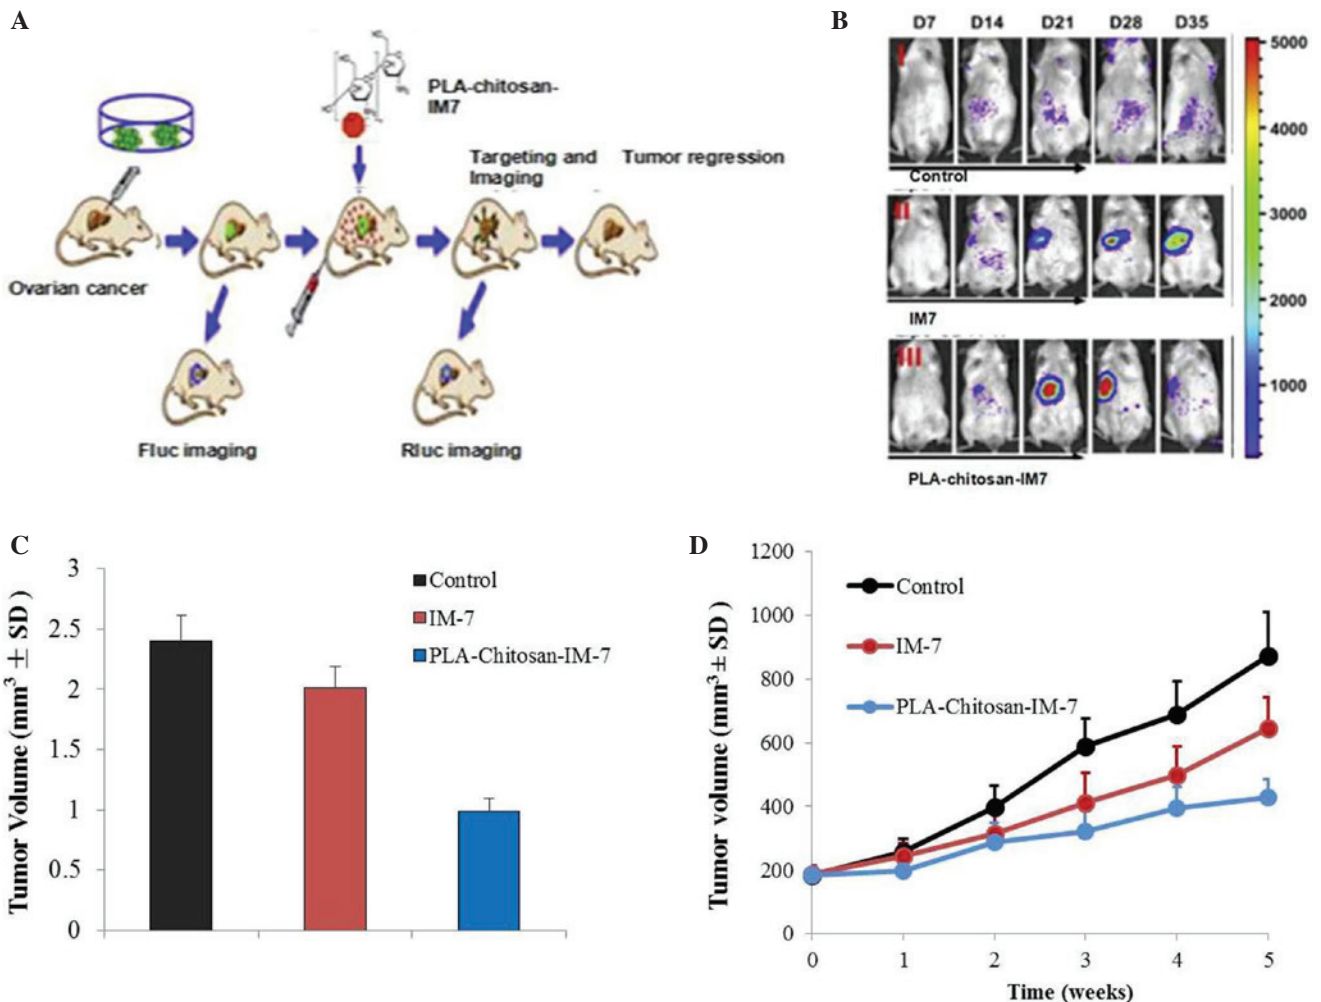 A
PLA-chitosan-
IM7
Targeting and
Imaging
Tumor regression
Ovarian cancer
Fluc imaging
Rluc imaging
B
D7 D14 D21 D28 D35
I
Control
II
IM7
III
PLA-chitosan-IM7
5000
4000
3000
2000
1000
C
Tumor Volume (mm³ ± SD)
3
2.5
2
1.5
1
0.5
0
Control
IM-7
PLA-Chitosan-IM-7
D
Tumor volume (mm³ ± SD)
1200
1000
800
600
400
200
0
Control
IM-7
PLA-Chitosan-IM-7
0 1 2 3 4 5
Time (weeks)